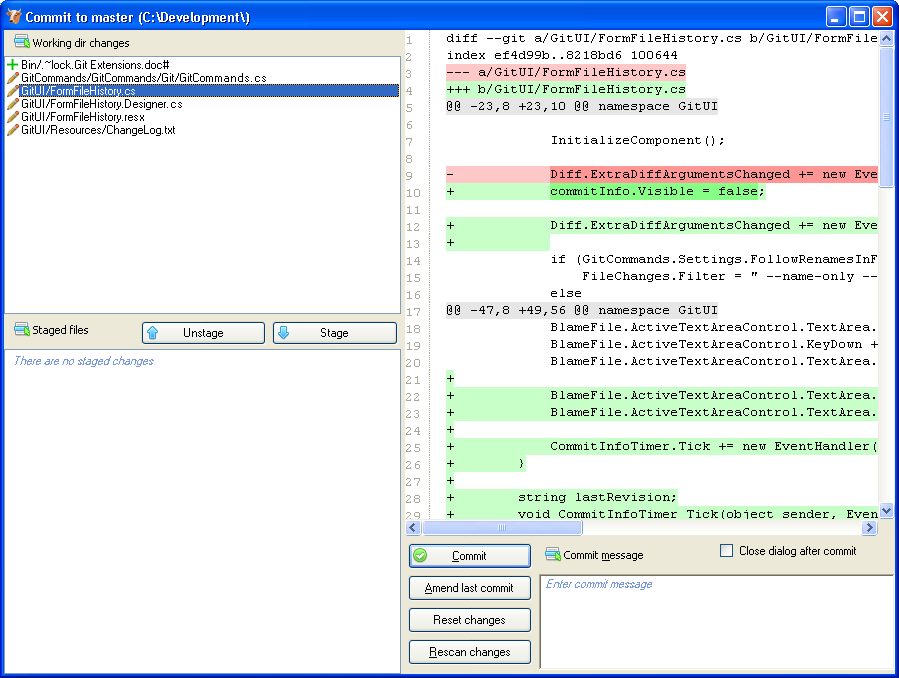 Commit to master (C:\Development\)
Working dir changes
Bin/.~lock.Git Extensions.doc#
GitCommands/GitCommands/Git/GitCommands.cs
GitUI/FormFileHistory.cs
GitUI/FormFileHistory.Designer.cs
GitUI/FormFileHistory.resx
GitUI/Resources/ChangeLog.txt
Staged files
Unstage
Stage
There are no staged changes
1 diff --git a/GitUI/FormFileHistory.cs b/GitUI/FormFile
2 index ef4d99b..8218bd6 100644
3 --- a/GitUI/FormFileHistory.cs
4 +++ b/GitUI/FormFileHistory.cs
5 @@ -23,8 +23,10 @@ namespace GitUI
6
7 InitializeComponent();
8
9 - Diff.ExtraDiffArgumentsChanged += new Eve
10 + commitInfo.Visible = false;
11
12 + Diff.ExtraDiffArgumentsChanged += new Eve
13 +
14 if (GitCommands.Settings.FollowRenamesInF
15 FileChanges.Filter = " --name-only --
16 else
17 @@ -47,8 +49,56 @@ namespace GitUI
18 BlameFile.ActiveTextAreaControl.TextArea.
19 BlameFile.ActiveTextAreaControl.KeyDown +
20 BlameFile.ActiveTextAreaControl.TextArea.
21 +
22 + BlameFile.ActiveTextAreaControl.TextArea.
23 + BlameFile.ActiveTextAreaControl.TextArea.
24 +
25 + CommitInfoTimer.Tick += new EventHandler(
26 + }
27 +
28 + string lastRevision;
29 + void CommitInfoTimer_Tick(object sender, Even
Commit
Amend last commit
Reset changes
Rescan changes
Commit message
Close dialog after commit
Enter commit message